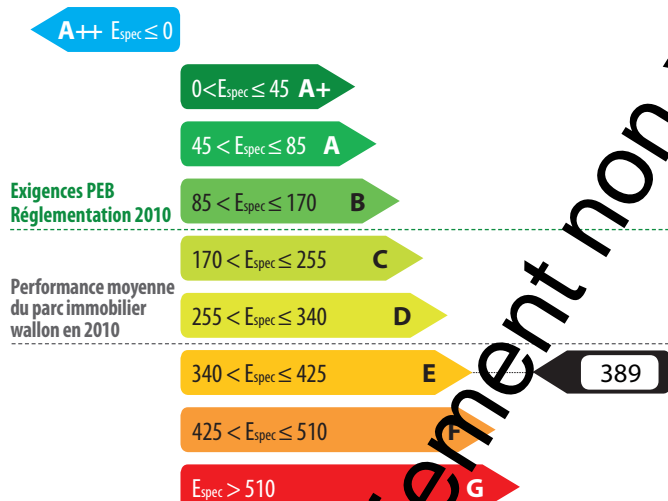 A++ Espec ≤ 0
0<Espec ≤ 45 A+
45 < Espec ≤ 85 A
Exigences PEB
Réglementation 2010
85 < Espec ≤ 170 B
170 < Espec ≤ 255 C
Performance moyenne
du parc immobilier
wallon en 2010
255 < Espec ≤ 340 D
340 < Espec ≤ 425 E
389
425 < Espec ≤ 510 F
Espec > 510 G
ement non